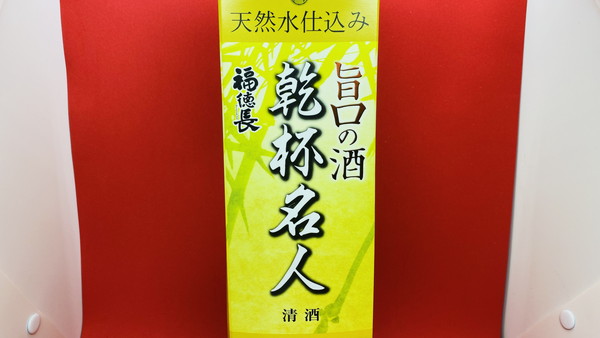 天然水仕込み
旨口の酒
乾杯名人
福徳長
清酒